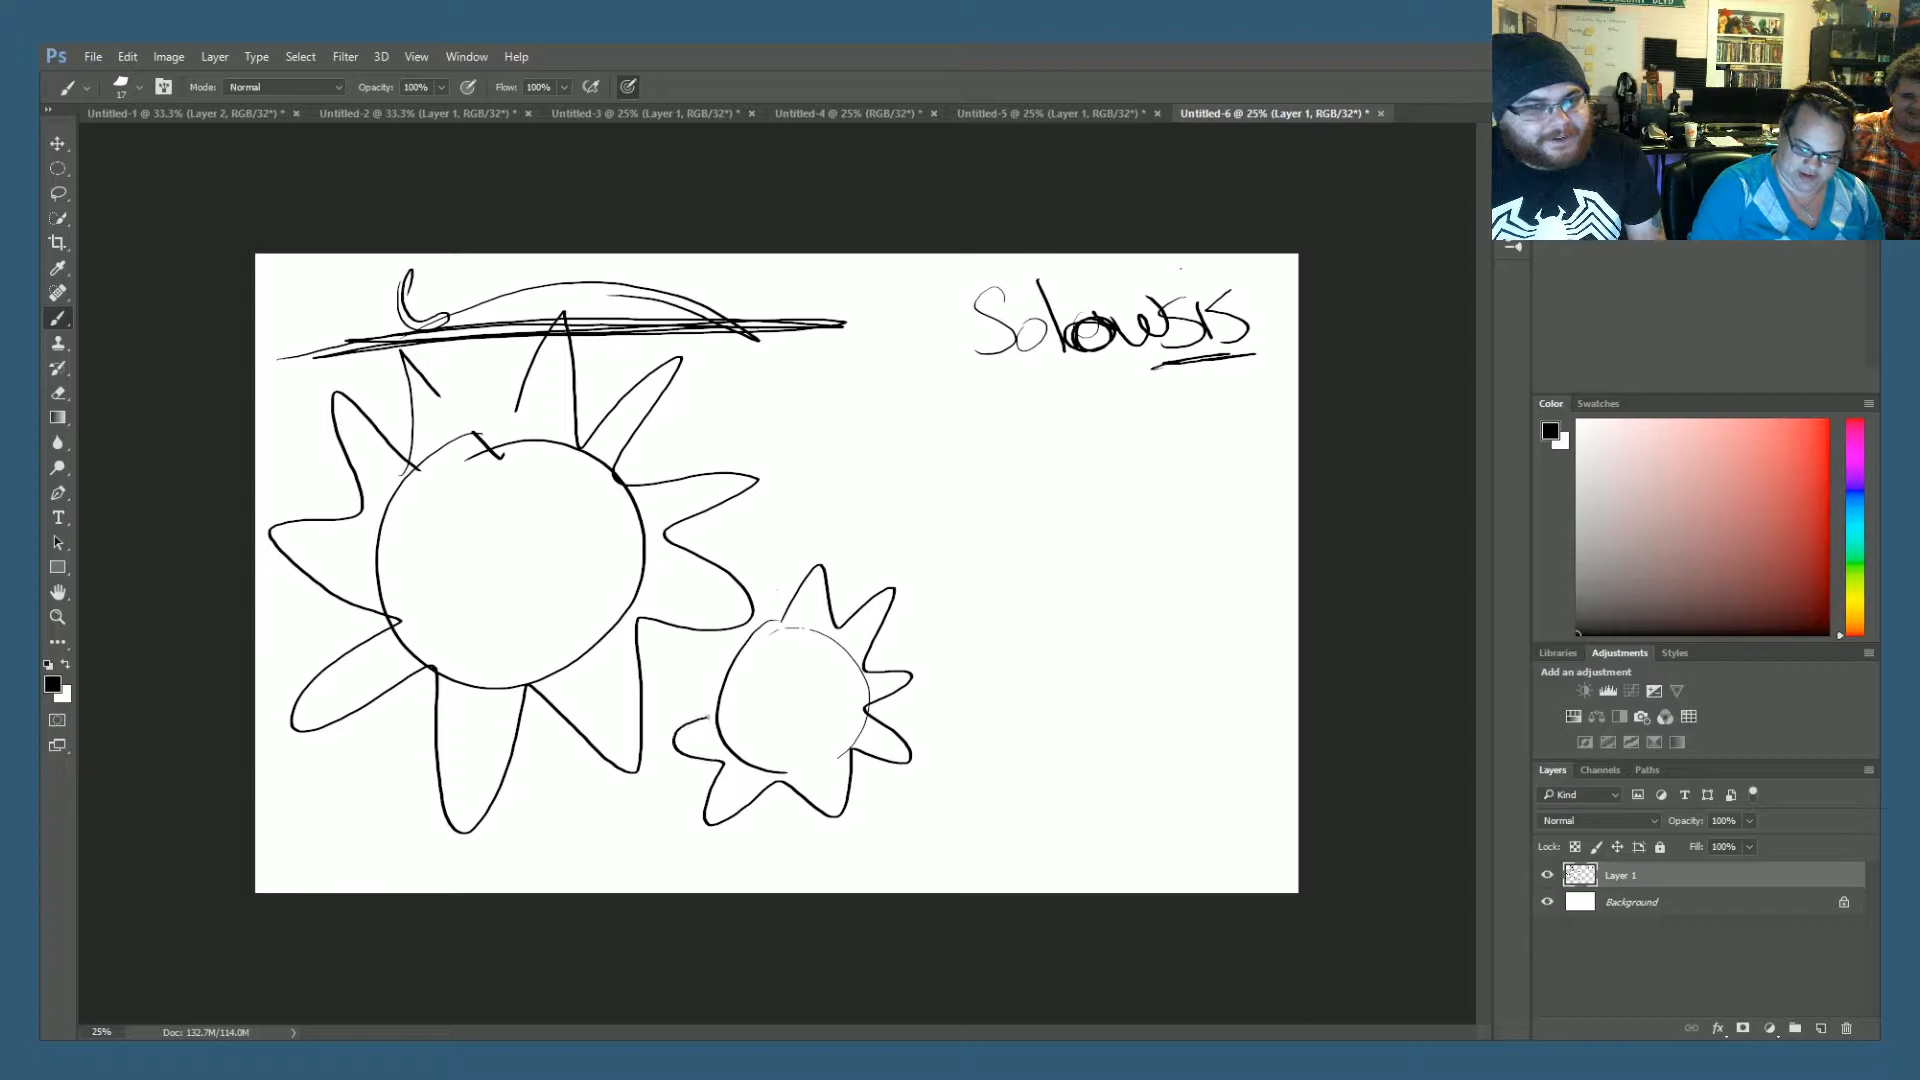 Ps File Edit Image Layer Type Select Filter 3D View Window Help
17 Mode: Normal Opacity: 100% Flow: 100%
Untitled-1 @ 33.3% (Layer 2, RGB/32*) * × Untitled-2 @ 33.3% (Layer 1, RGB/32*) * × Untitled-3 @ 25% (Layer 1, RGB/32*) * × Untitled-4 @ 25% (RGB/32*) * × Untitled-5 @ 25% (Layer 1, RGB/32*) * × Untitled-6 @ 25% (Layer 1, RGB/32*) * ×
Color Swatches
Libraries Adjustments Styles
Add an adjustment
Layers Channels Paths
Kind
Normal Opacity: 100%
Lock: Fill: 100%
Layer 1
Background
fx
25% Doc: 132.7M/114.0M